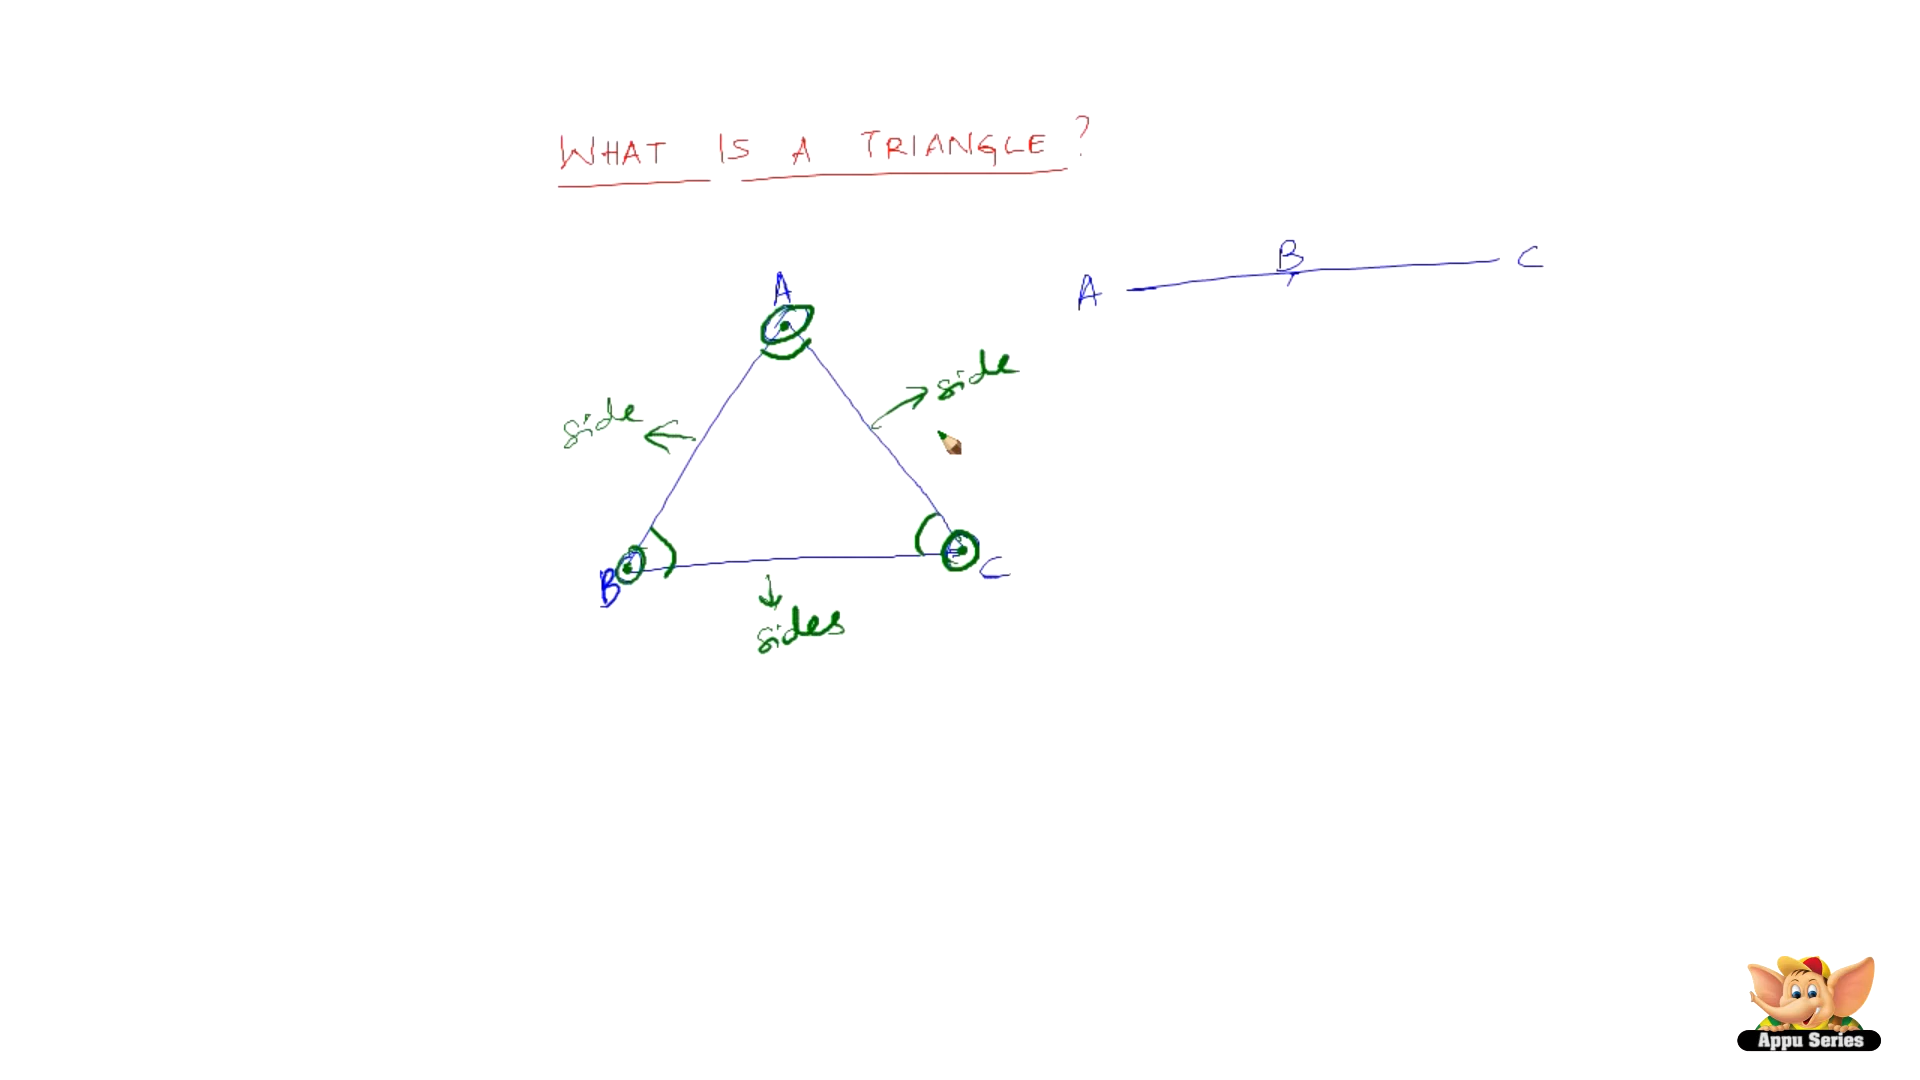 WHAT IS A TRIANGLE?
A B C
A
side
side
B
C
sides
Appu Series